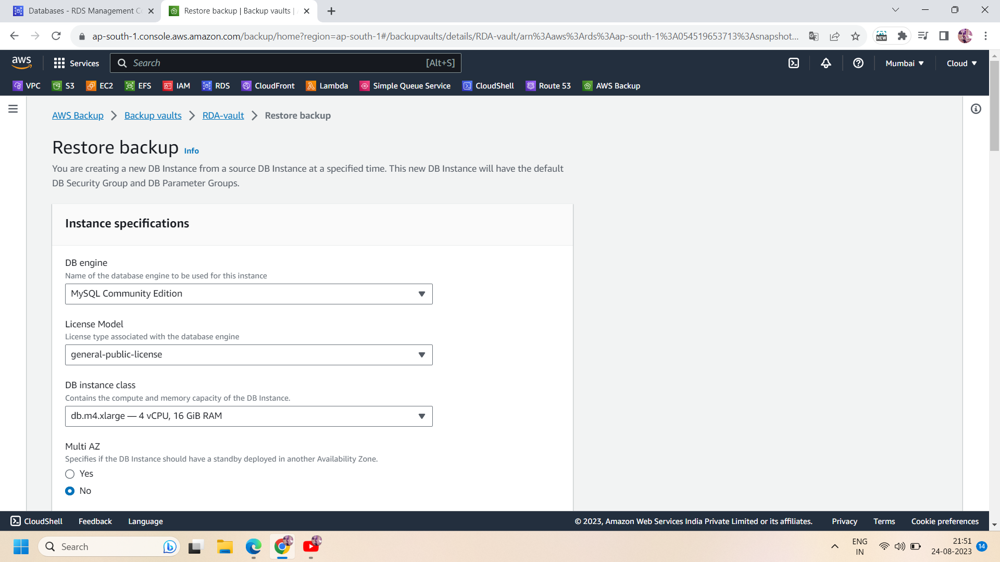 Databases - RDS Management C
Restore backup | Backup vaults |
ap-south-1.console.aws.amazon.com/backup/home?region=ap-south-1#/backupvaults/details/RDA-vault/arn%3Aaws%3Ards%3Aap-south-1%3A054519653713%3Asnapshot...
NEW
aws
Services
Search
[Alt+S]
Mumbai
Cloud
VPC
S3
EC2
EFS
IAM
RDS
CloudFront
Lambda
Simple Queue Service
CloudShell
Route 53
AWS Backup
AWS Backup
Backup vaults
RDA-vault
Restore backup
Restore backup Info
You are creating a new DB Instance from a source DB Instance at a specified time. This new DB Instance will have the default
DB Security Group and DB Parameter Groups.
Instance specifications
DB engine
Name of the database engine to be used for this instance
MySQL Community Edition
License Model
License type associated with the database engine
general-public-license
DB instance class
Contains the compute and memory capacity of the DB Instance.
db.m4.xlarge — 4 vCPU, 16 GiB RAM
Multi AZ
Specifies if the DB Instance should have a standby deployed in another Availability Zone.
Yes
No
CloudShell
Feedback
Language
© 2023, Amazon Web Services India Private Limited or its affiliates.
Privacy
Terms
Cookie preferences
Search
ENG
IN
21:51
24-08-2023
14